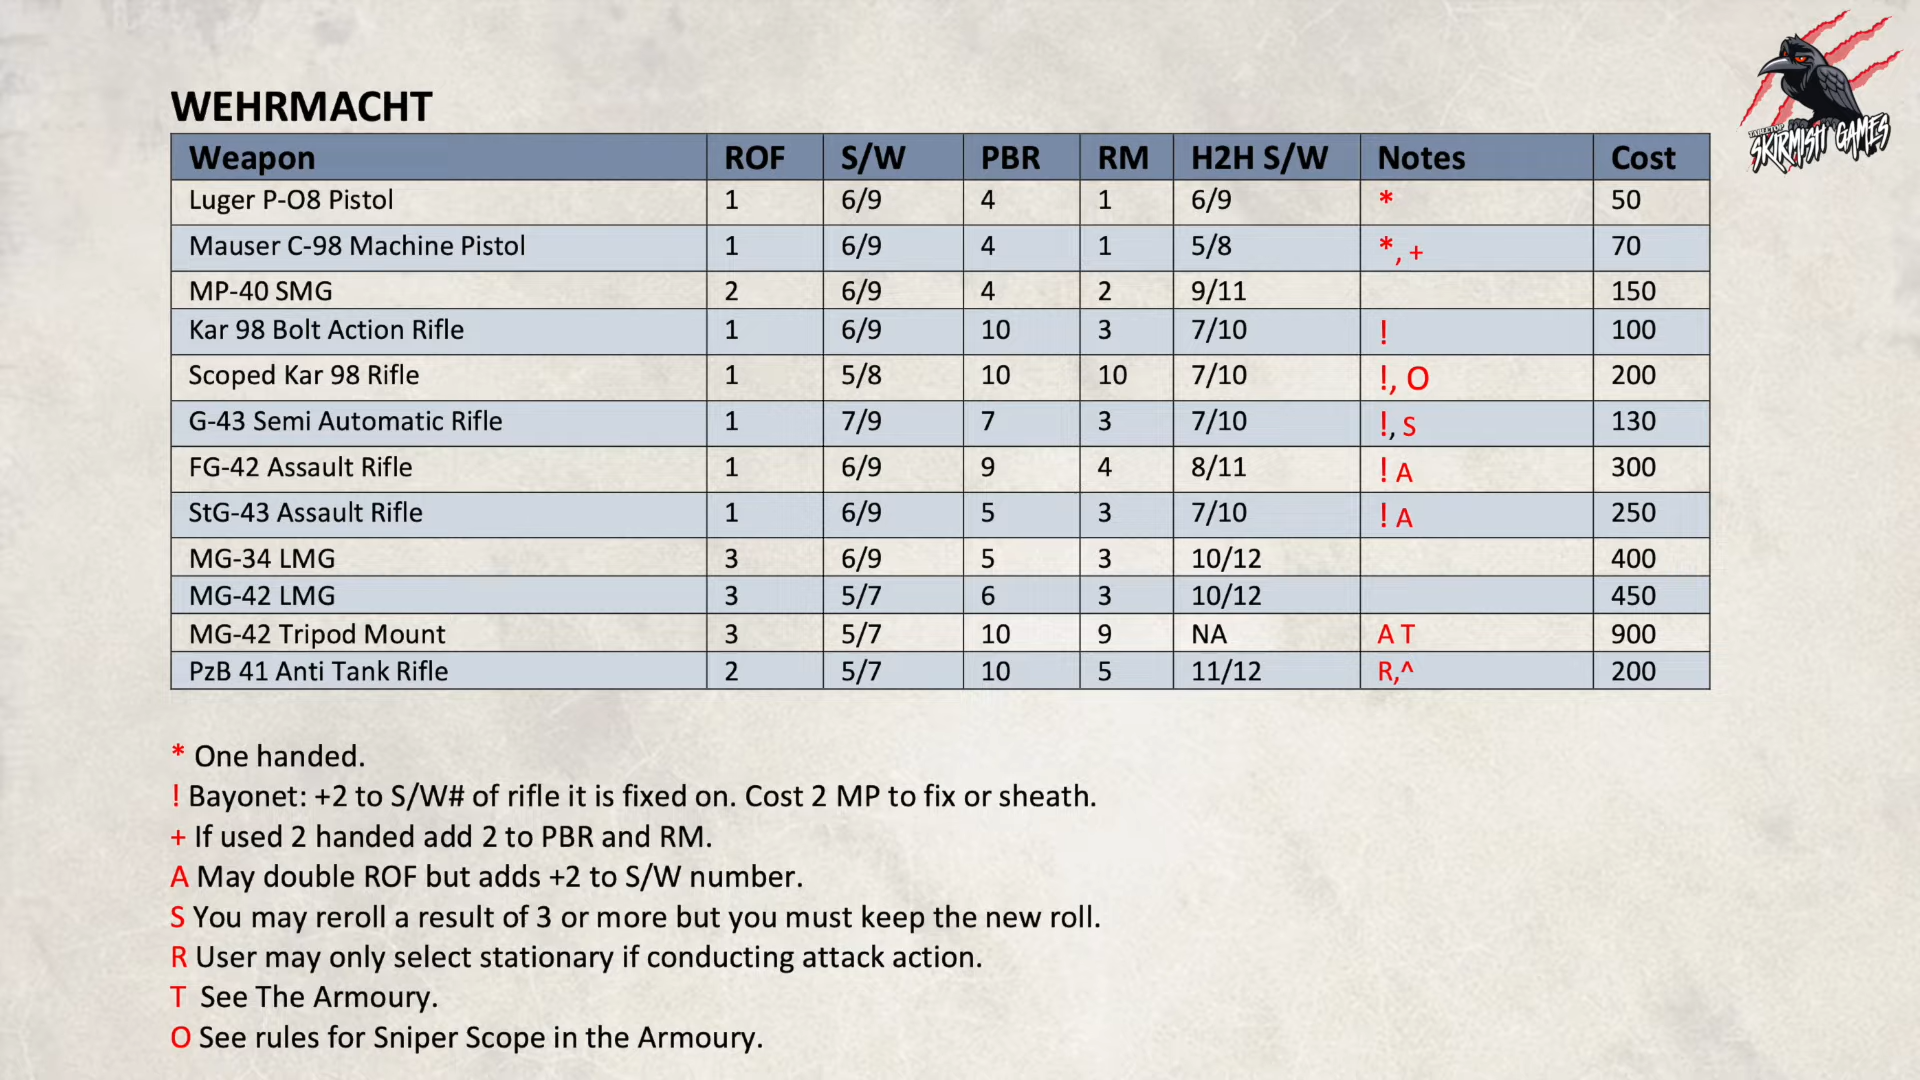 TABLETOP
SKIRMISH GAMES
WEHRMACHT
Weapon ROF S/W PBR RM H2H S/W Notes Cost
Luger P-O8 Pistol 1 6/9 4 1 6/9 * 50
Mauser C-98 Machine Pistol 1 6/9 4 1 5/8 *, + 70
MP-40 SMG 2 6/9 4 2 9/11 150
Kar 98 Bolt Action Rifle 1 6/9 10 3 7/10 ! 100
Scoped Kar 98 Rifle 1 5/8 10 10 7/10 !, O 200
G-43 Semi Automatic Rifle 1 7/9 7 3 7/10 !, S 130
FG-42 Assault Rifle 1 6/9 9 4 8/11 ! A 300
StG-43 Assault Rifle 1 6/9 5 3 7/10 ! A 250
MG-34 LMG 3 6/9 5 3 10/12 400
MG-42 LMG 3 5/7 6 3 10/12 450
MG-42 Tripod Mount 3 5/7 10 9 NA A T 900
PzB 41 Anti Tank Rifle 2 5/7 10 5 11/12 R,^ 200
* One handed.
! Bayonet: +2 to S/W# of rifle it is fixed on. Cost 2 MP to fix or sheath.
+ If used 2 handed add 2 to PBR and RM.
A May double ROF but adds +2 to S/W number.
S You may reroll a result of 3 or more but you must keep the new roll.
R User may only select stationary if conducting attack action.
T See The Armoury.
O See rules for Sniper Scope in the Armoury.